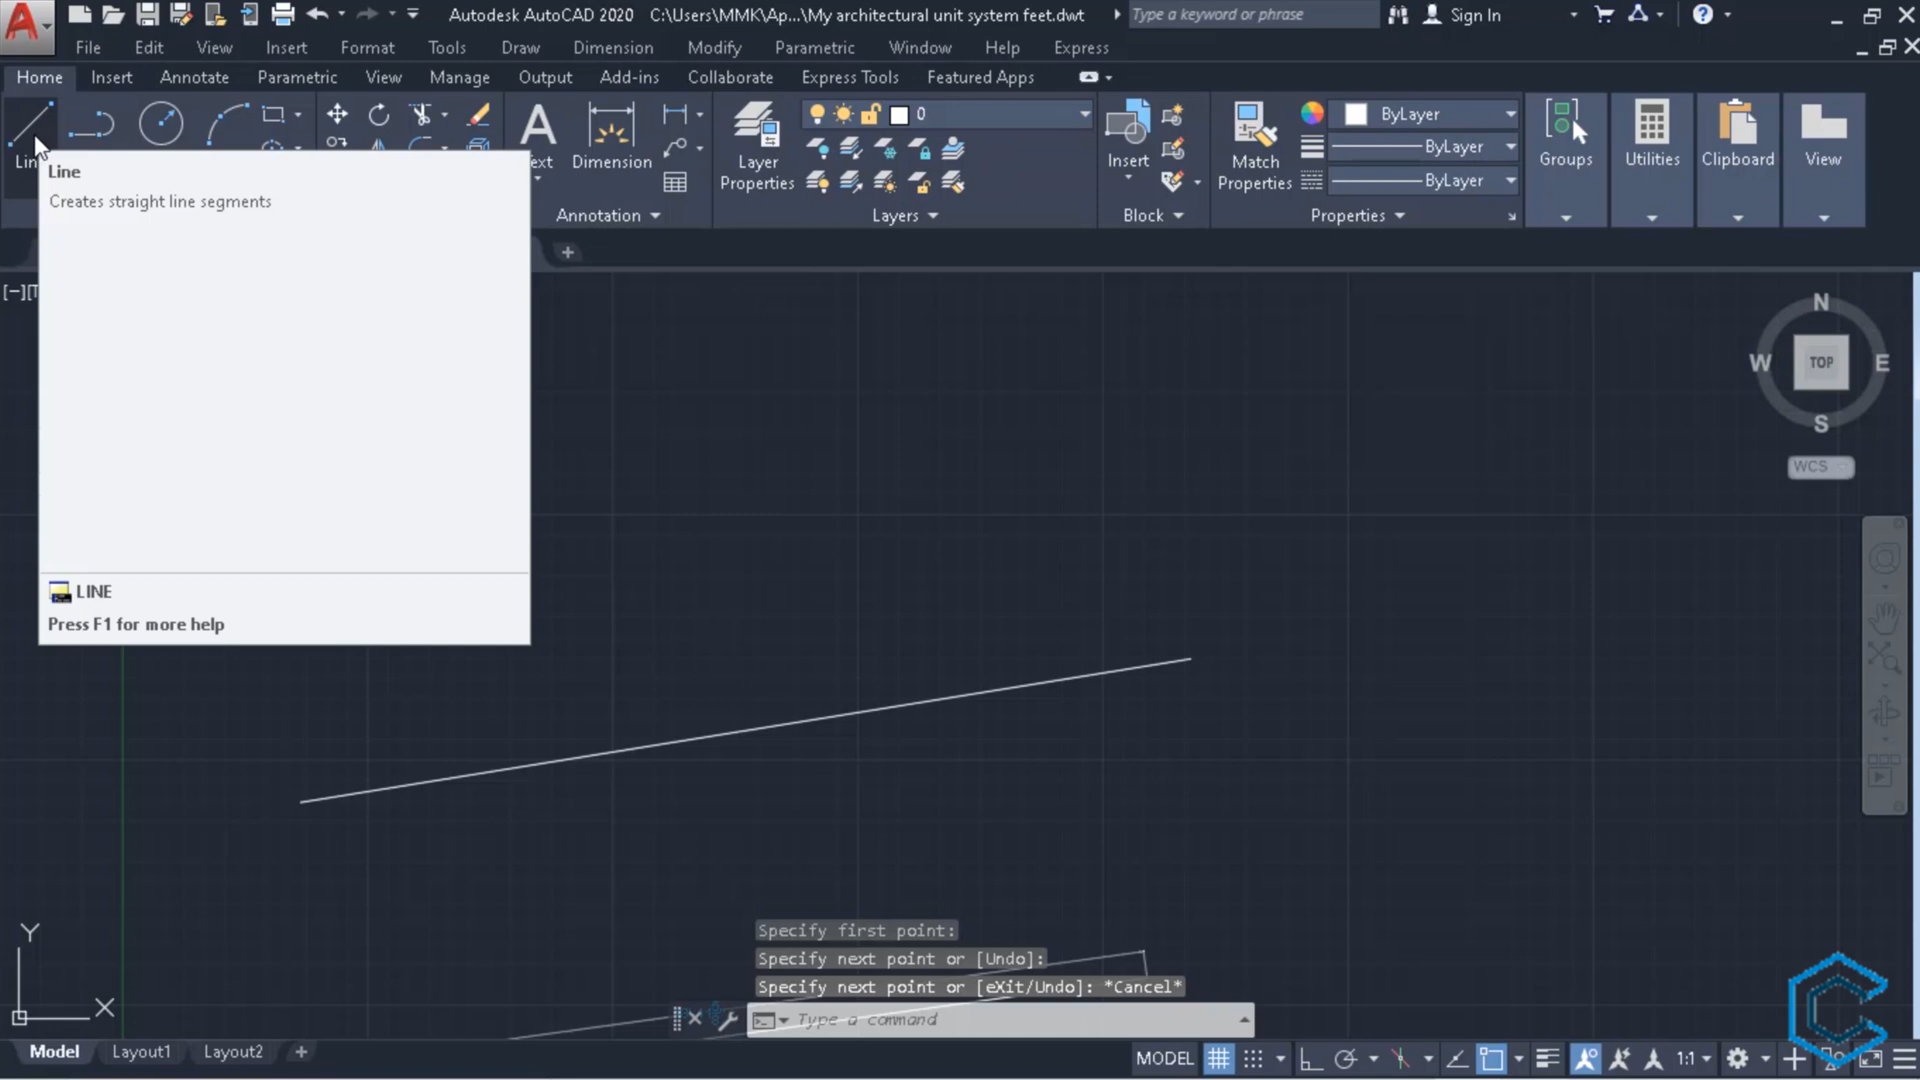 Autodesk AutoCAD 2020 C:\Users\MMK\Ap...\My architectural unit system feet.dwt
Type a keyword or phrase
Sign In
File Edit View Insert Format Tools Draw Dimension Modify Parametric Window Help Express
Home Insert Annotate Parametric View Manage Output Add-ins Collaborate Express Tools Featured Apps
0
ByLayer
ByLayer
ByLayer
Dimension
Layer Properties
Insert
Match Properties
Groups
Utilities
Clipboard
View
Annotation
Layers
Block
Properties
Line
Creates straight line segments
LINE
Press F1 for more help
N
W TOP E
S
WCS
Y
X
Specify first point:
Specify next point or [Undo]:
Specify next point or [eXit/Undo]: *Cancel*
Type a command
Model Layout1 Layout2
MODEL
1:1